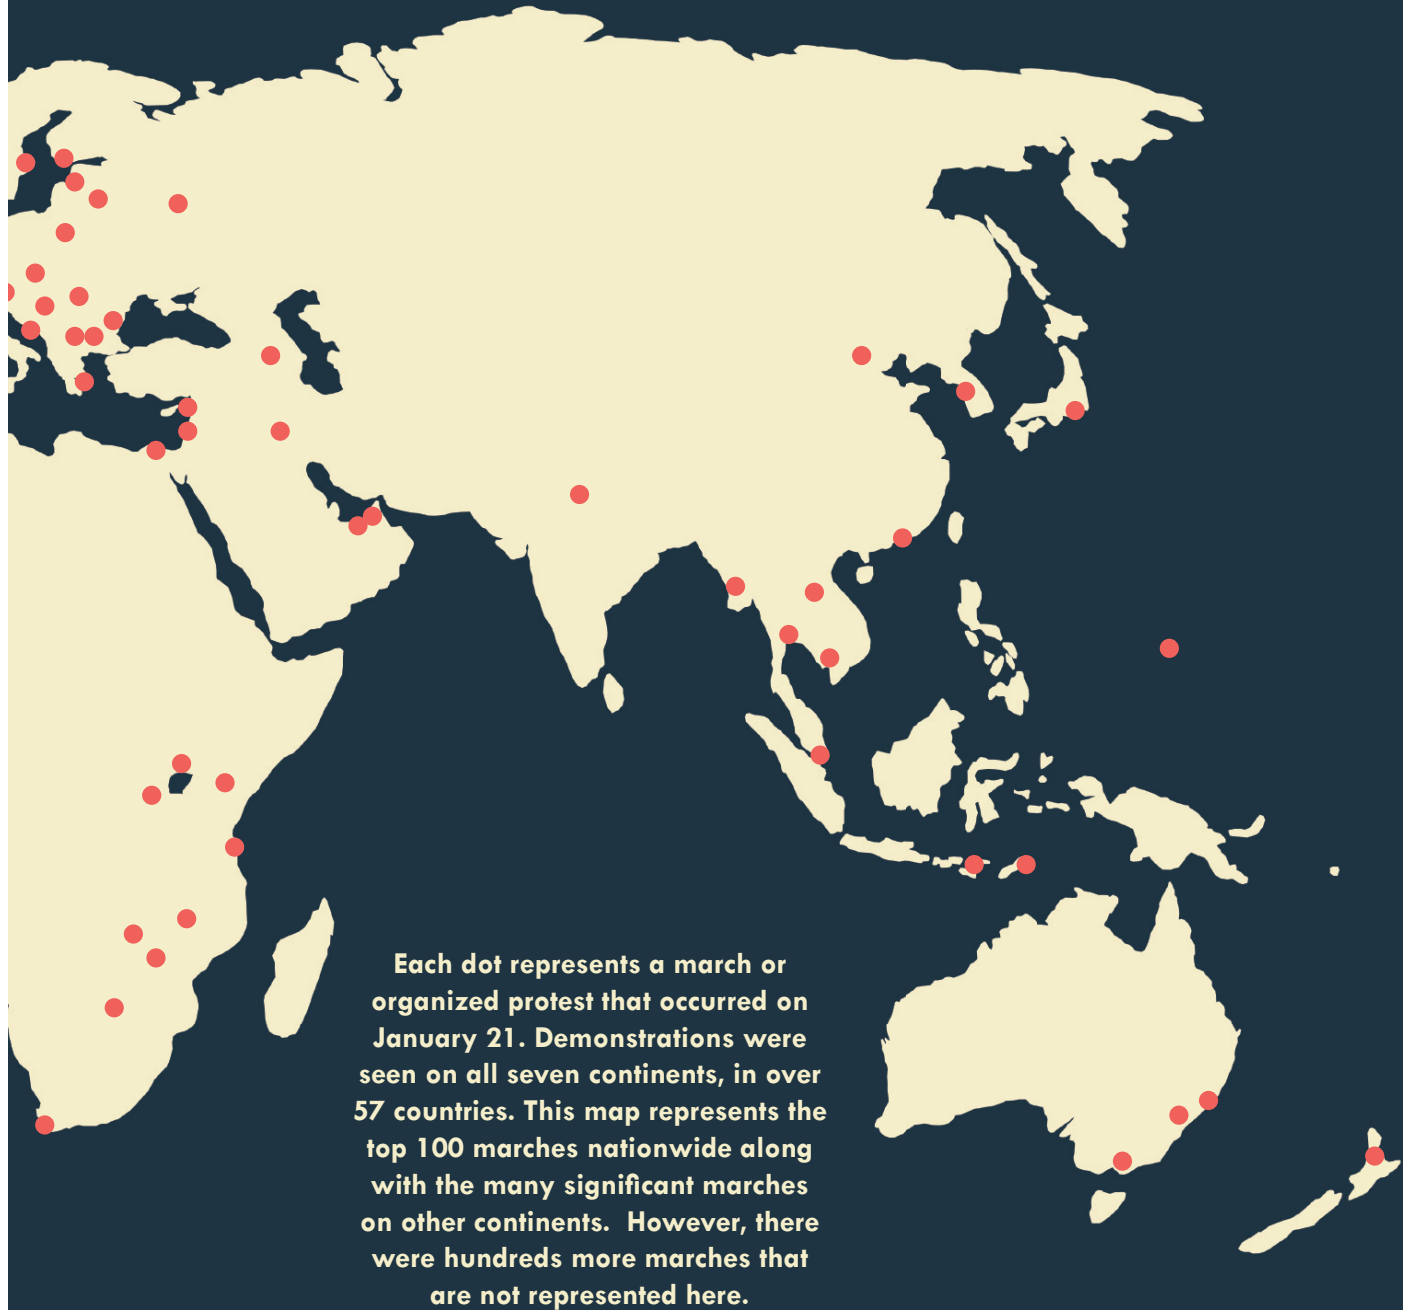 Each dot represents a march or
organized protest that occurred on
January 21. Demonstrations were
seen on all seven continents, in over
57 countries. This map represents the
top 100 marches nationwide along
with the many significant marches
on other continents.  However, there
were hundreds more marches that
are not represented here.